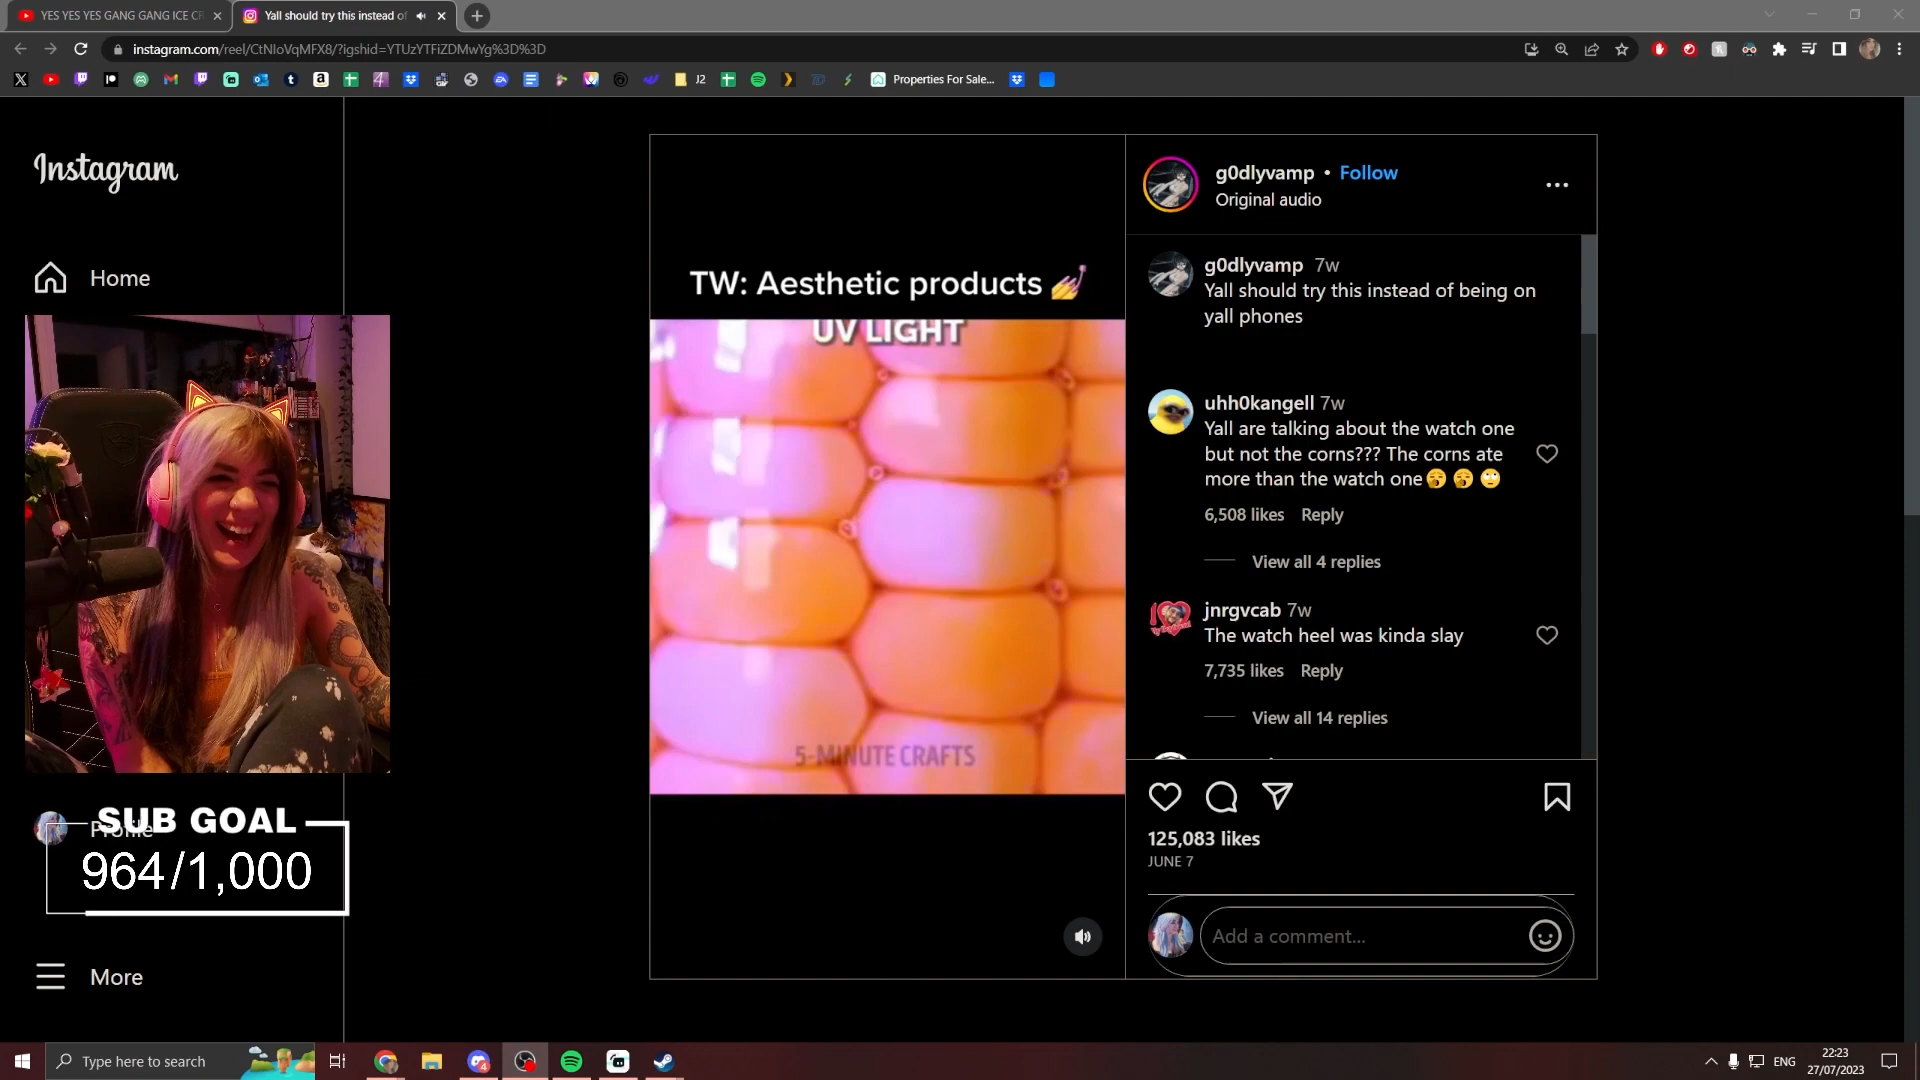 YES YES YES GANG GANG ICE CR
Yall should try this instead of
instagram.com/reel/CtNIoVqMFX8/?igshid=YTUzYTFiZDMwYg%3D%3D
J2
Properties For Sale...
Instagram
Home
Profile
SUB GOAL
964/1,000
More
TW: Aesthetic products 💅
UV LIGHT
5-MINUTE CRAFTS
g0dlyvamp • Follow
Original audio
g0dlyvamp 7w
Yall should try this instead of being on
yall phones
uhh0kangell 7w
Yall are talking about the watch one
but not the corns??? The corns ate
more than the watch one🥱🥱🙄
6,508 likes Reply
View all 4 replies
jnrgvcab 7w
The watch heel was kinda slay
7,735 likes Reply
View all 14 replies
125,083 likes
JUNE 7
Add a comment...
Type here to search
ENG
22:23
27/07/2023